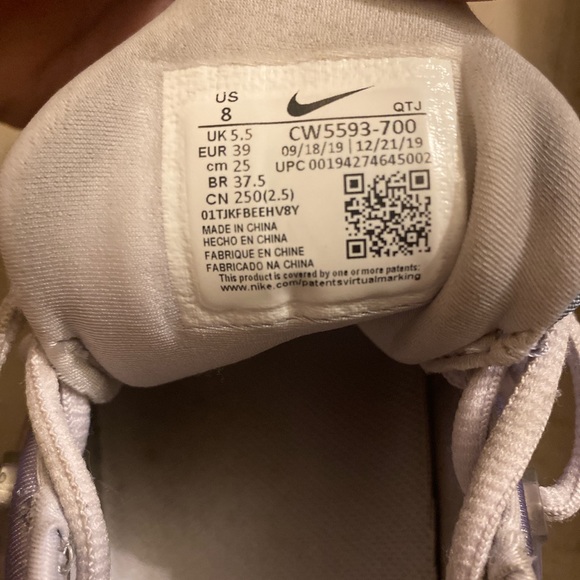 US
8
QTJ
UK 5.5
CW5593-700
EUR 39
09/18/19 | 12/21/19
cm 25
UPC 00194274645002
BR 37.5
CN 250(2.5)
01TJKFBEEHV8Y
MADE IN CHINA
HECHO EN CHINA
FABRIQUE EN CHINE
FABRICADO NA CHINA
This product is covered by one or more patents:
www.nike.com/patentsvirtualmarking